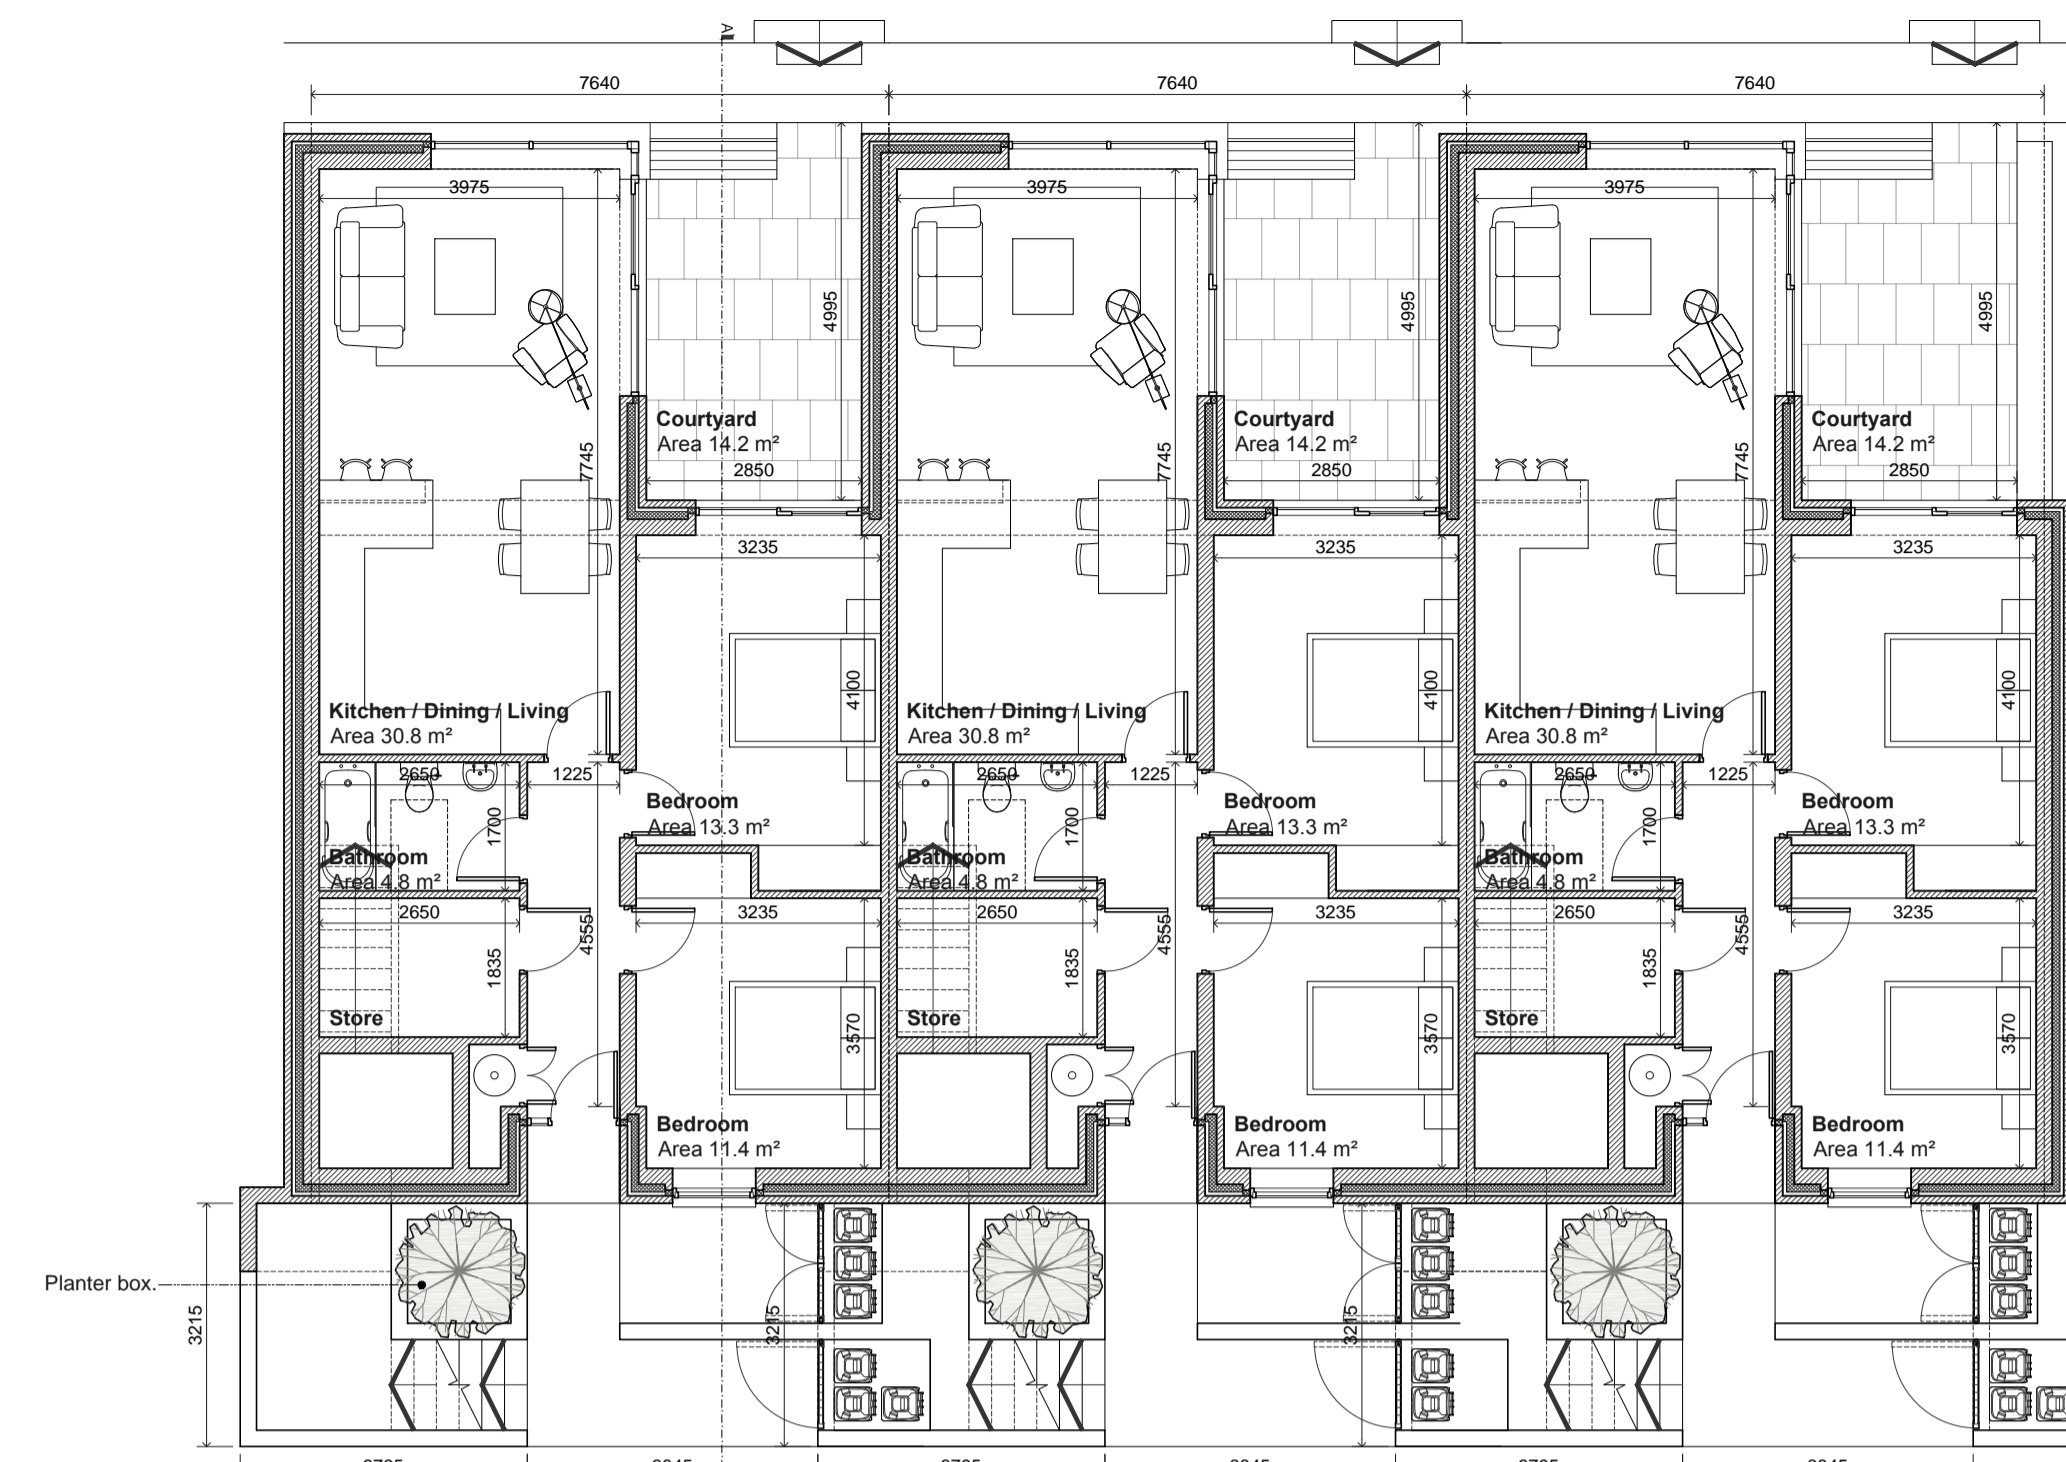 A
7640
7640
7640
3975
3975
3975
4995
4995
4995
Courtyard
Area 14.2 m²
Courtyard
Area 14.2 m²
Courtyard
Area 14.2 m²
7745
7745
7745
2850
2850
2850
3235
3235
3235
4100
4100
4100
Kitchen / Dining / Living
Area 30.8 m²
Kitchen / Dining / Living
Area 30.8 m²
Kitchen / Dining / Living
Area 30.8 m²
2650
1225
2650
1225
2650
1225
Bedroom
Area 13.3 m²
Bedroom
Area 13.3 m²
Bedroom
Area 13.3 m²
1700
1700
1700
Bathroom
Area 4.8 m²
Bathroom
Area 4.8 m²
Bathroom
Area 4.8 m²
2650
3235
2650
3235
2650
3235
4555
4555
4555
1835
1835
1835
Store
Store
Store
3570
3570
3570
Bedroom
Area 11.4 m²
Bedroom
Area 11.4 m²
Bedroom
Area 11.4 m²
Planter box.
3215
3215
3215